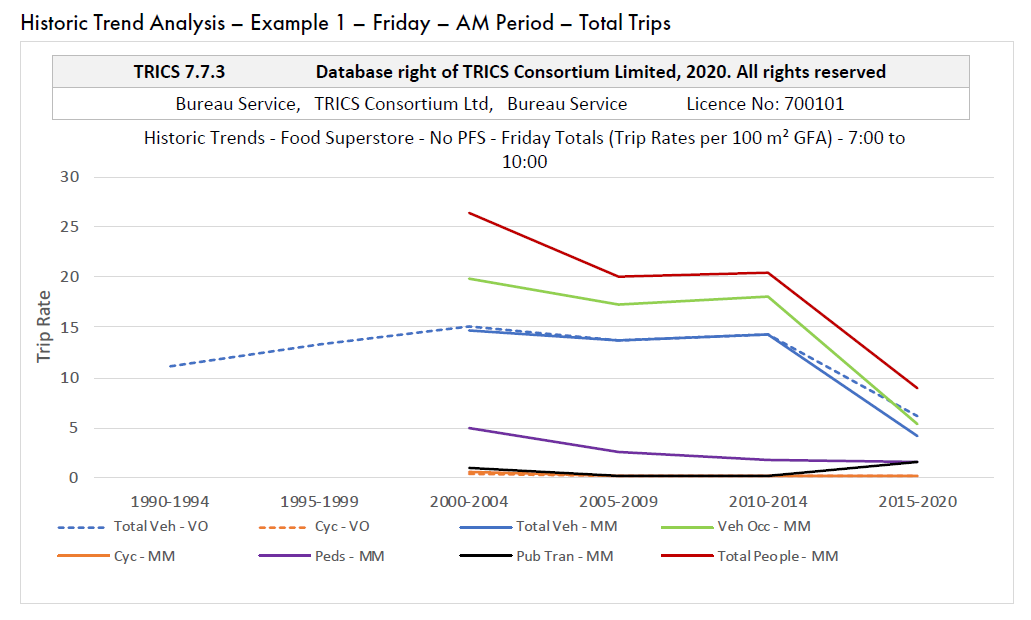 Historic Trend Analysis – Example 1 – Friday – AM Period – Total Trips
TRICS 7.7.3 Database right of TRICS Consortium Limited, 2020. All rights reserved
Bureau Service, TRICS Consortium Ltd, Bureau Service Licence No: 700101
Historic Trends - Food Superstore - No PFS - Friday Totals (Trip Rates per 100 m² GFA) - 7:00 to
10:00
30
25
20
15
10
5
0
Trip Rate
1990-1994 1995-1999 2000-2004 2005-2009 2010-2014 2015-2020
Total Veh - VO Cyc - VO Total Veh - MM Veh Occ - MM
Cyc - MM Peds - MM Pub Tran - MM Total People - MM